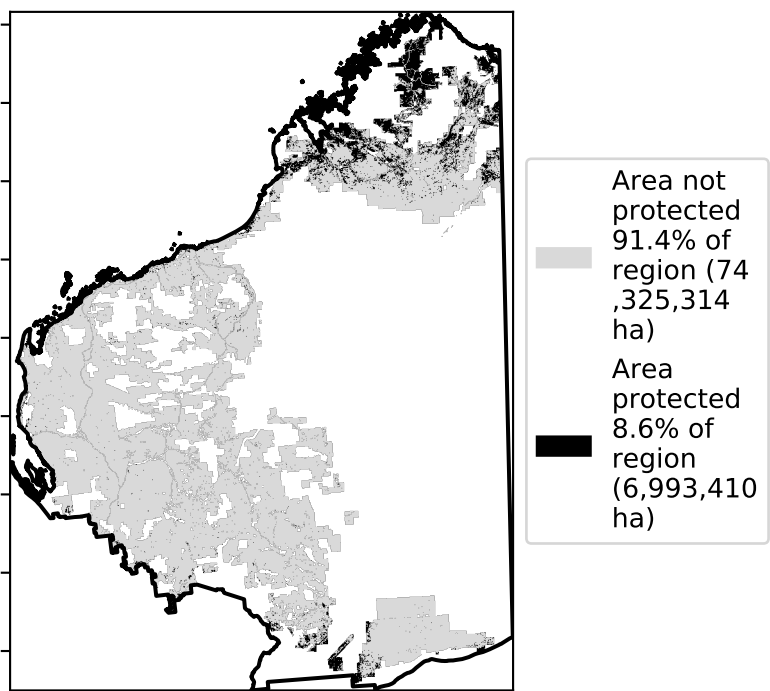 Area not
protected
91.4% of
region (74
,325,314
ha)
Area
protected
8.6% of
region
(6,993,410
ha)